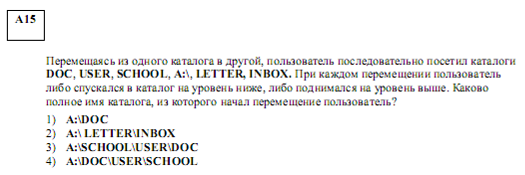 A15
Перемещаясь из одного каталога в другой, пользователь последовательно посетил каталоги
DOC, USER, SCHOOL, A:\, LETTER, INBOX. При каждом перемещении пользователь
либо спускался в каталог на уровень ниже, либо поднимался на уровень выше. Каково
полное имя каталога, из которого начал перемещение пользователь?
1) A:\DOC
2) A:\ LETTER\INBOX
3) A:\SCHOOL\USER\DOC
4) A:\DOC\USER\SCHOOL